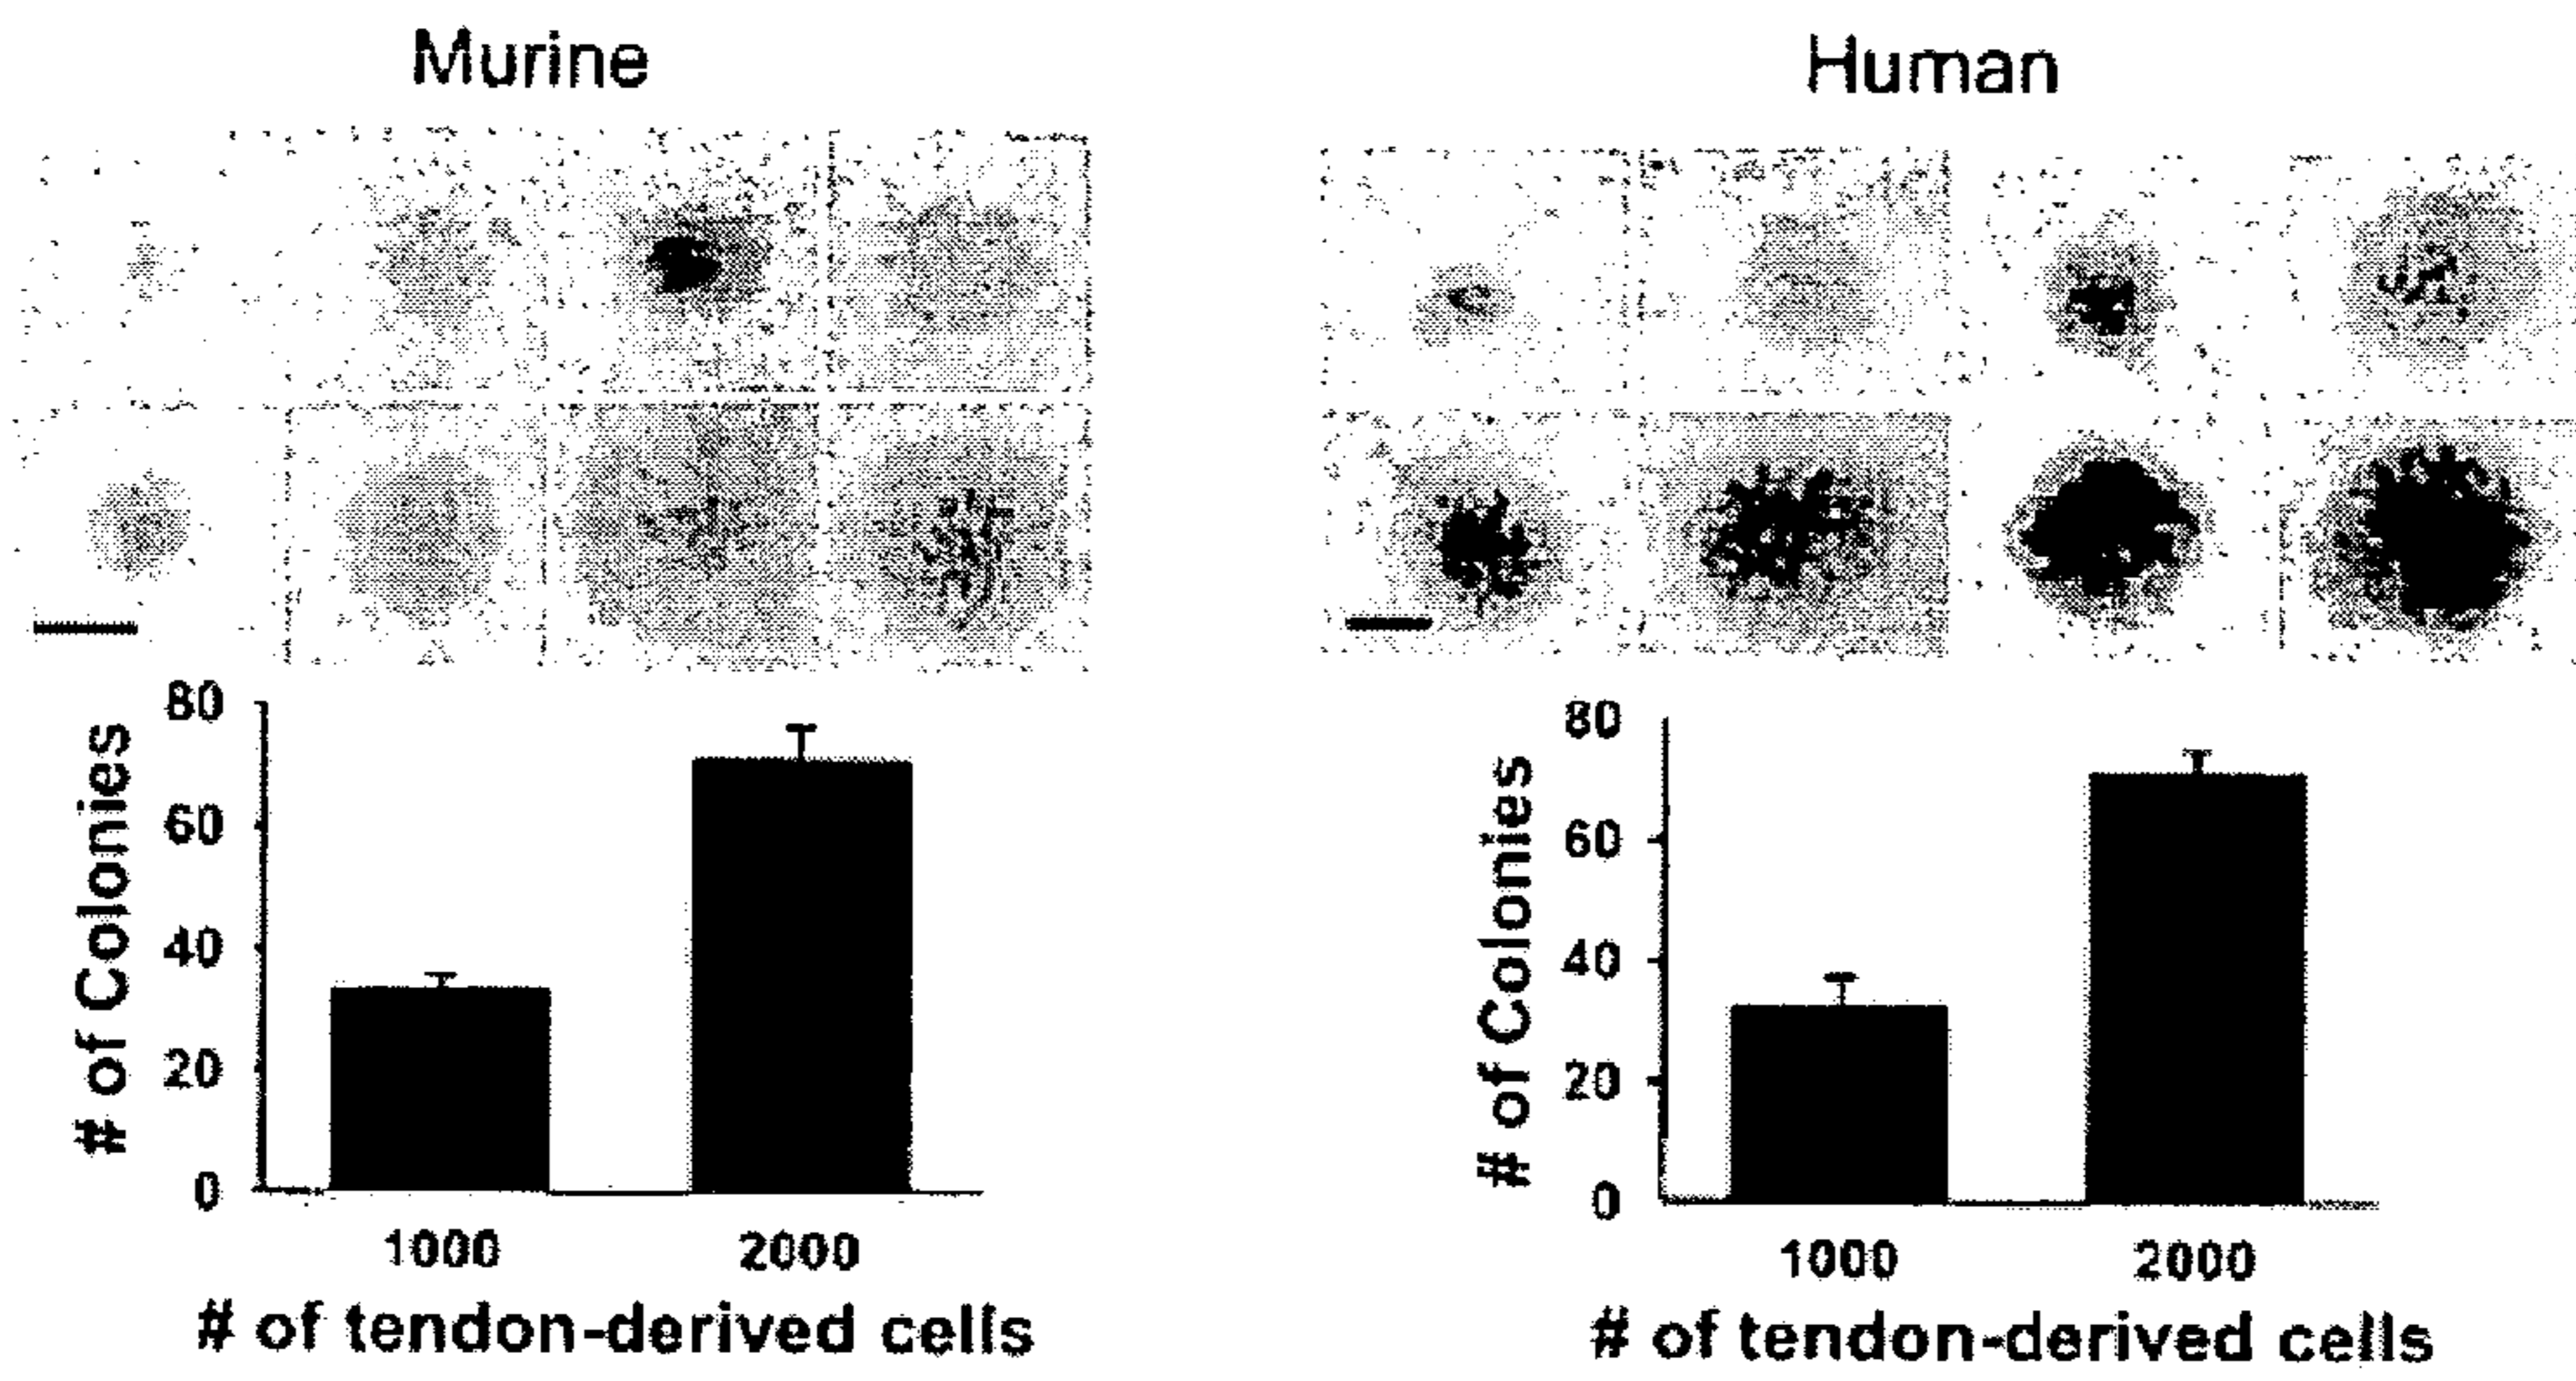 Murine
Human
80
60
40
20
0
# of Colonies
1000
2000
# of tendon-derived cells
80
60
40
20
0
# of Colonies
1000
2000
# of tendon-derived cells